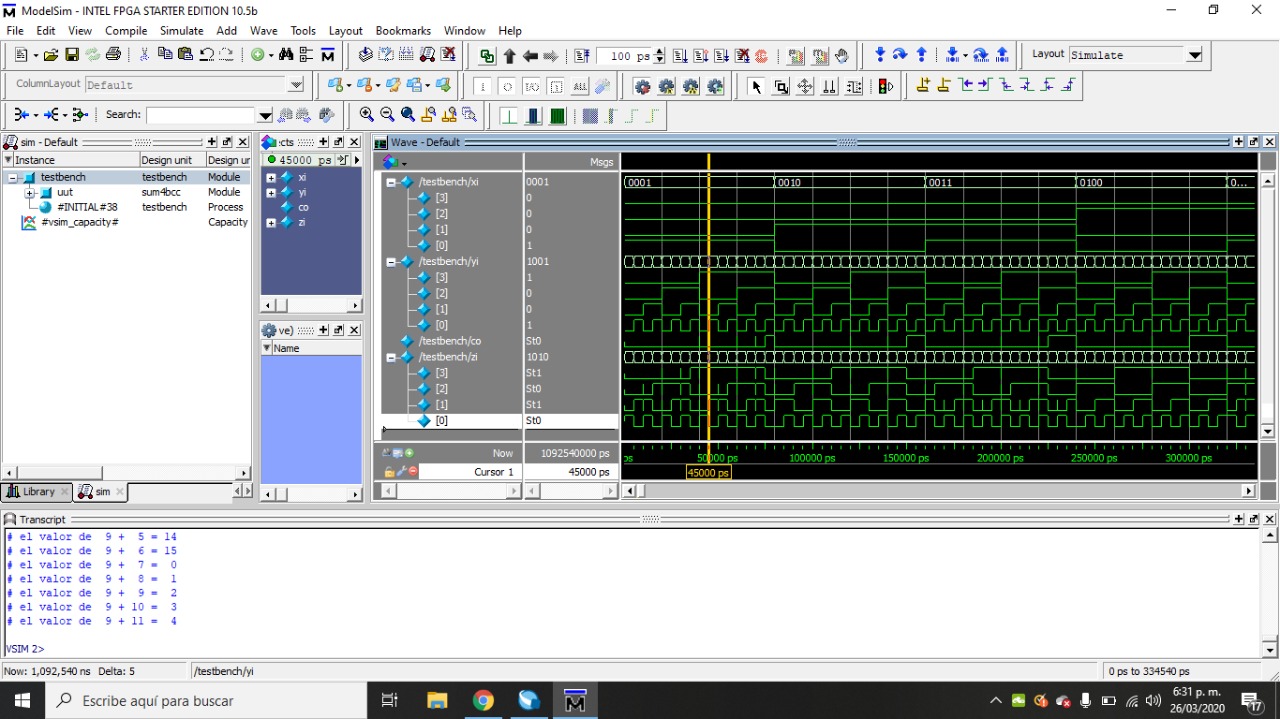 ModelSim - INTEL FPGA STARTER EDITION 10.5b
File Edit View Compile Simulate Add Wave Tools Layout Bookmarks Window Help
100 ps
Layout Simulate
ColumnLayout Default
ALL
Search:
sim - Default
Instance Design unit Design ur
testbench testbench Module
uut sum4bcc Module
#INITIAL#38 testbench Process
#vsim_capacity# Capacity
Library sim
cts
45000 ps
xi
yi
co
zi
ve)
Name
Wave - Default
Msgs
/testbench/xi 0001
[3] 0
[2] 0
[1] 0
[0] 1
/testbench/yi 1001
[3] 1
[2] 0
[1] 0
[0] 1
/testbench/co St0
/testbench/zi 1010
[3] St1
[2] St0
[1] St1
[0] St0
0001 0010 0011 0100 0...
Now 1092540000 ps
Cursor 1 45000 ps
ps 50000 ps 100000 ps 150000 ps 200000 ps 250000 ps 300000 ps
45000 ps
Transcript
# el valor de  9 +  5 = 14
# el valor de  9 +  6 = 15
# el valor de  9 +  7 =  0
# el valor de  9 +  8 =  1
# el valor de  9 +  9 =  2
# el valor de  9 + 10 =  3
# el valor de  9 + 11 =  4
VSIM 2>
Now: 1,092,540 ns Delta: 5 /testbench/yi 0 ps to 334540 ps
Escribe aquí para buscar
6:31 p. m.
26/03/2020
17